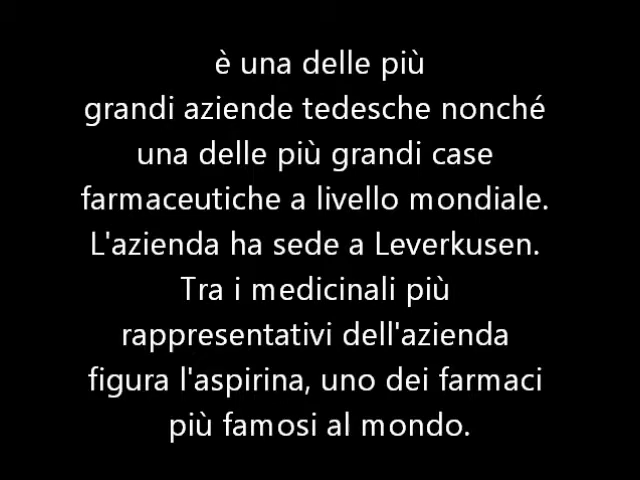 è una delle più
grandi aziende tedesche nonché
una delle più grandi case
farmaceutiche a livello mondiale.
L'azienda ha sede a Leverkusen.
Tra i medicinali più
rappresentativi dell'azienda
figura l'aspirina, uno dei farmaci
più famosi al mondo.